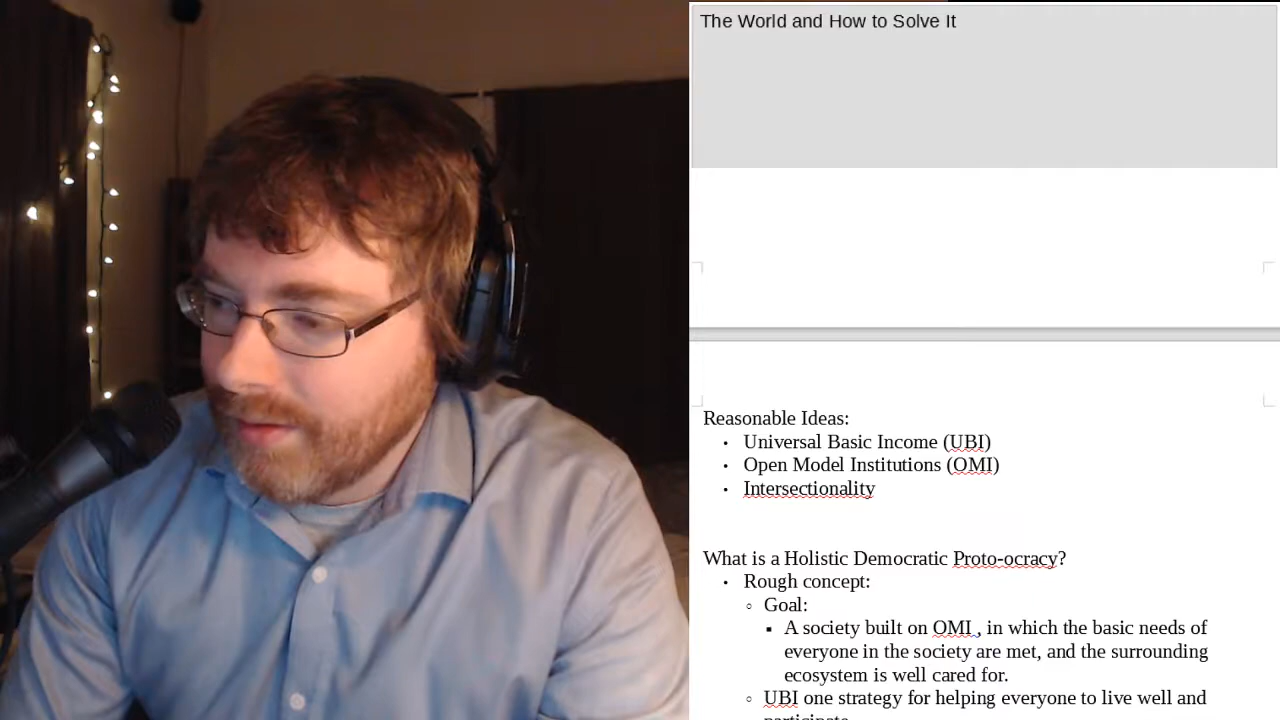 The World and How to Solve It
Reasonable Ideas:
• Universal Basic Income (UBI)
• Open Model Institutions (OMI)
• Intersectionality
What is a Holistic Democratic Proto-ocracy?
• Rough concept:
◦ Goal:
▪ A society built on OMI , in which the basic needs of
everyone in the society are met, and the surrounding
ecosystem is well cared for.
◦ UBI one strategy for helping everyone to live well and
participate